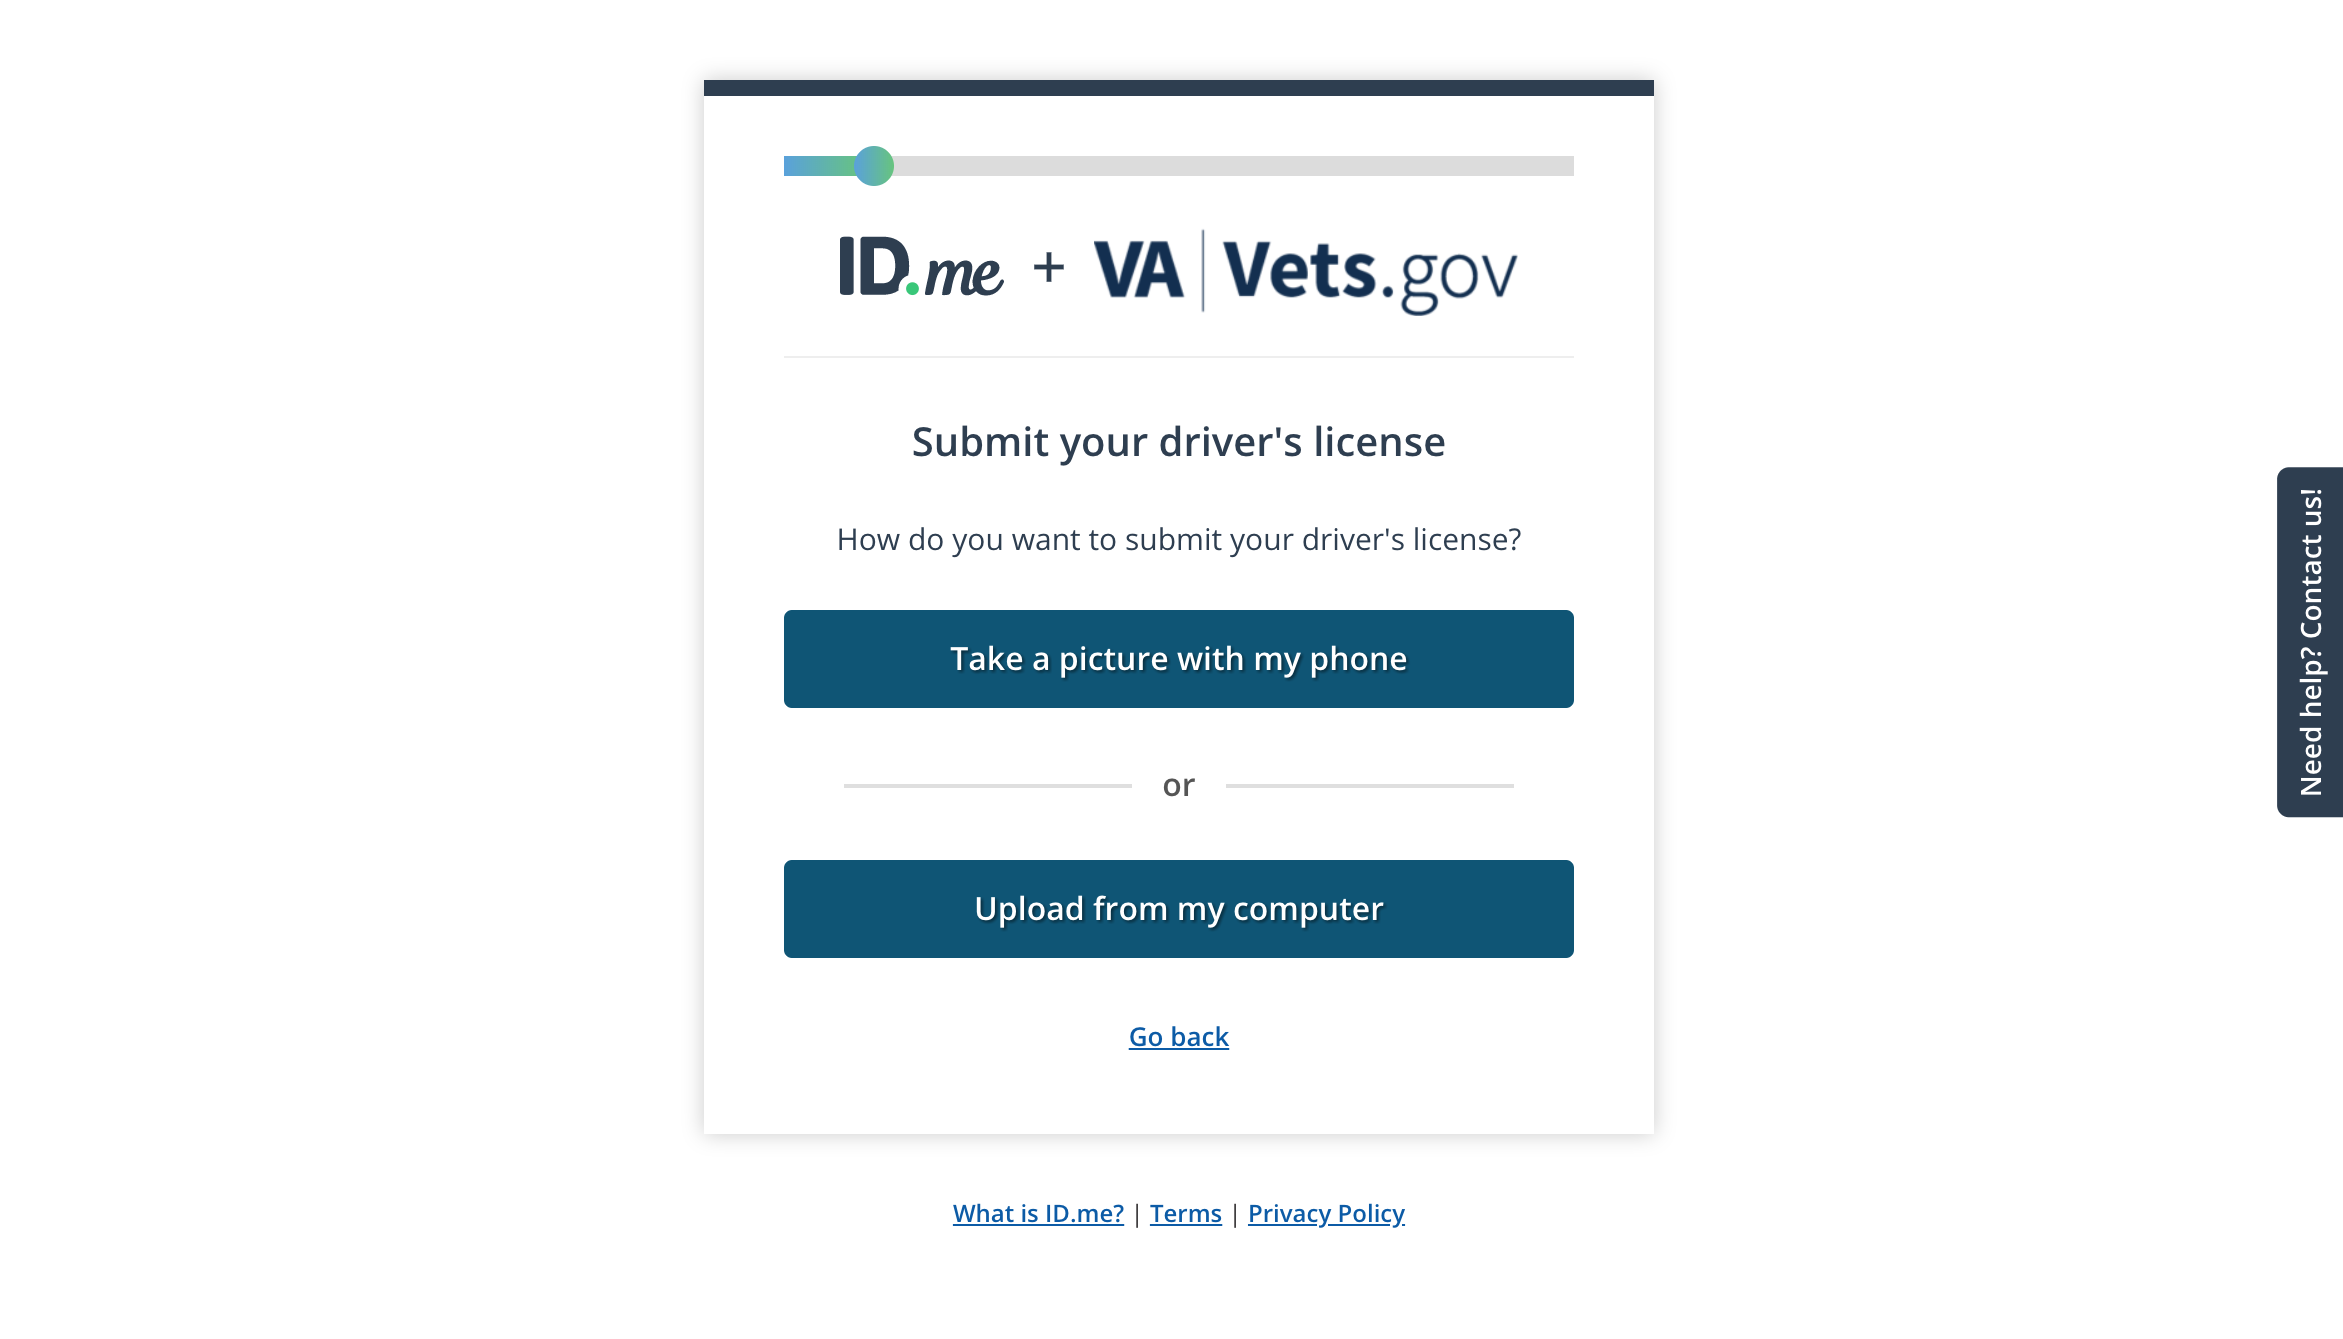 ID.me + VA | Vets.gov
Submit your driver's license
How do you want to submit your driver's license?
Take a picture with my phone
or
Upload from my computer
Go back
What is ID.me? | Terms | Privacy Policy
Need help? Contact us!